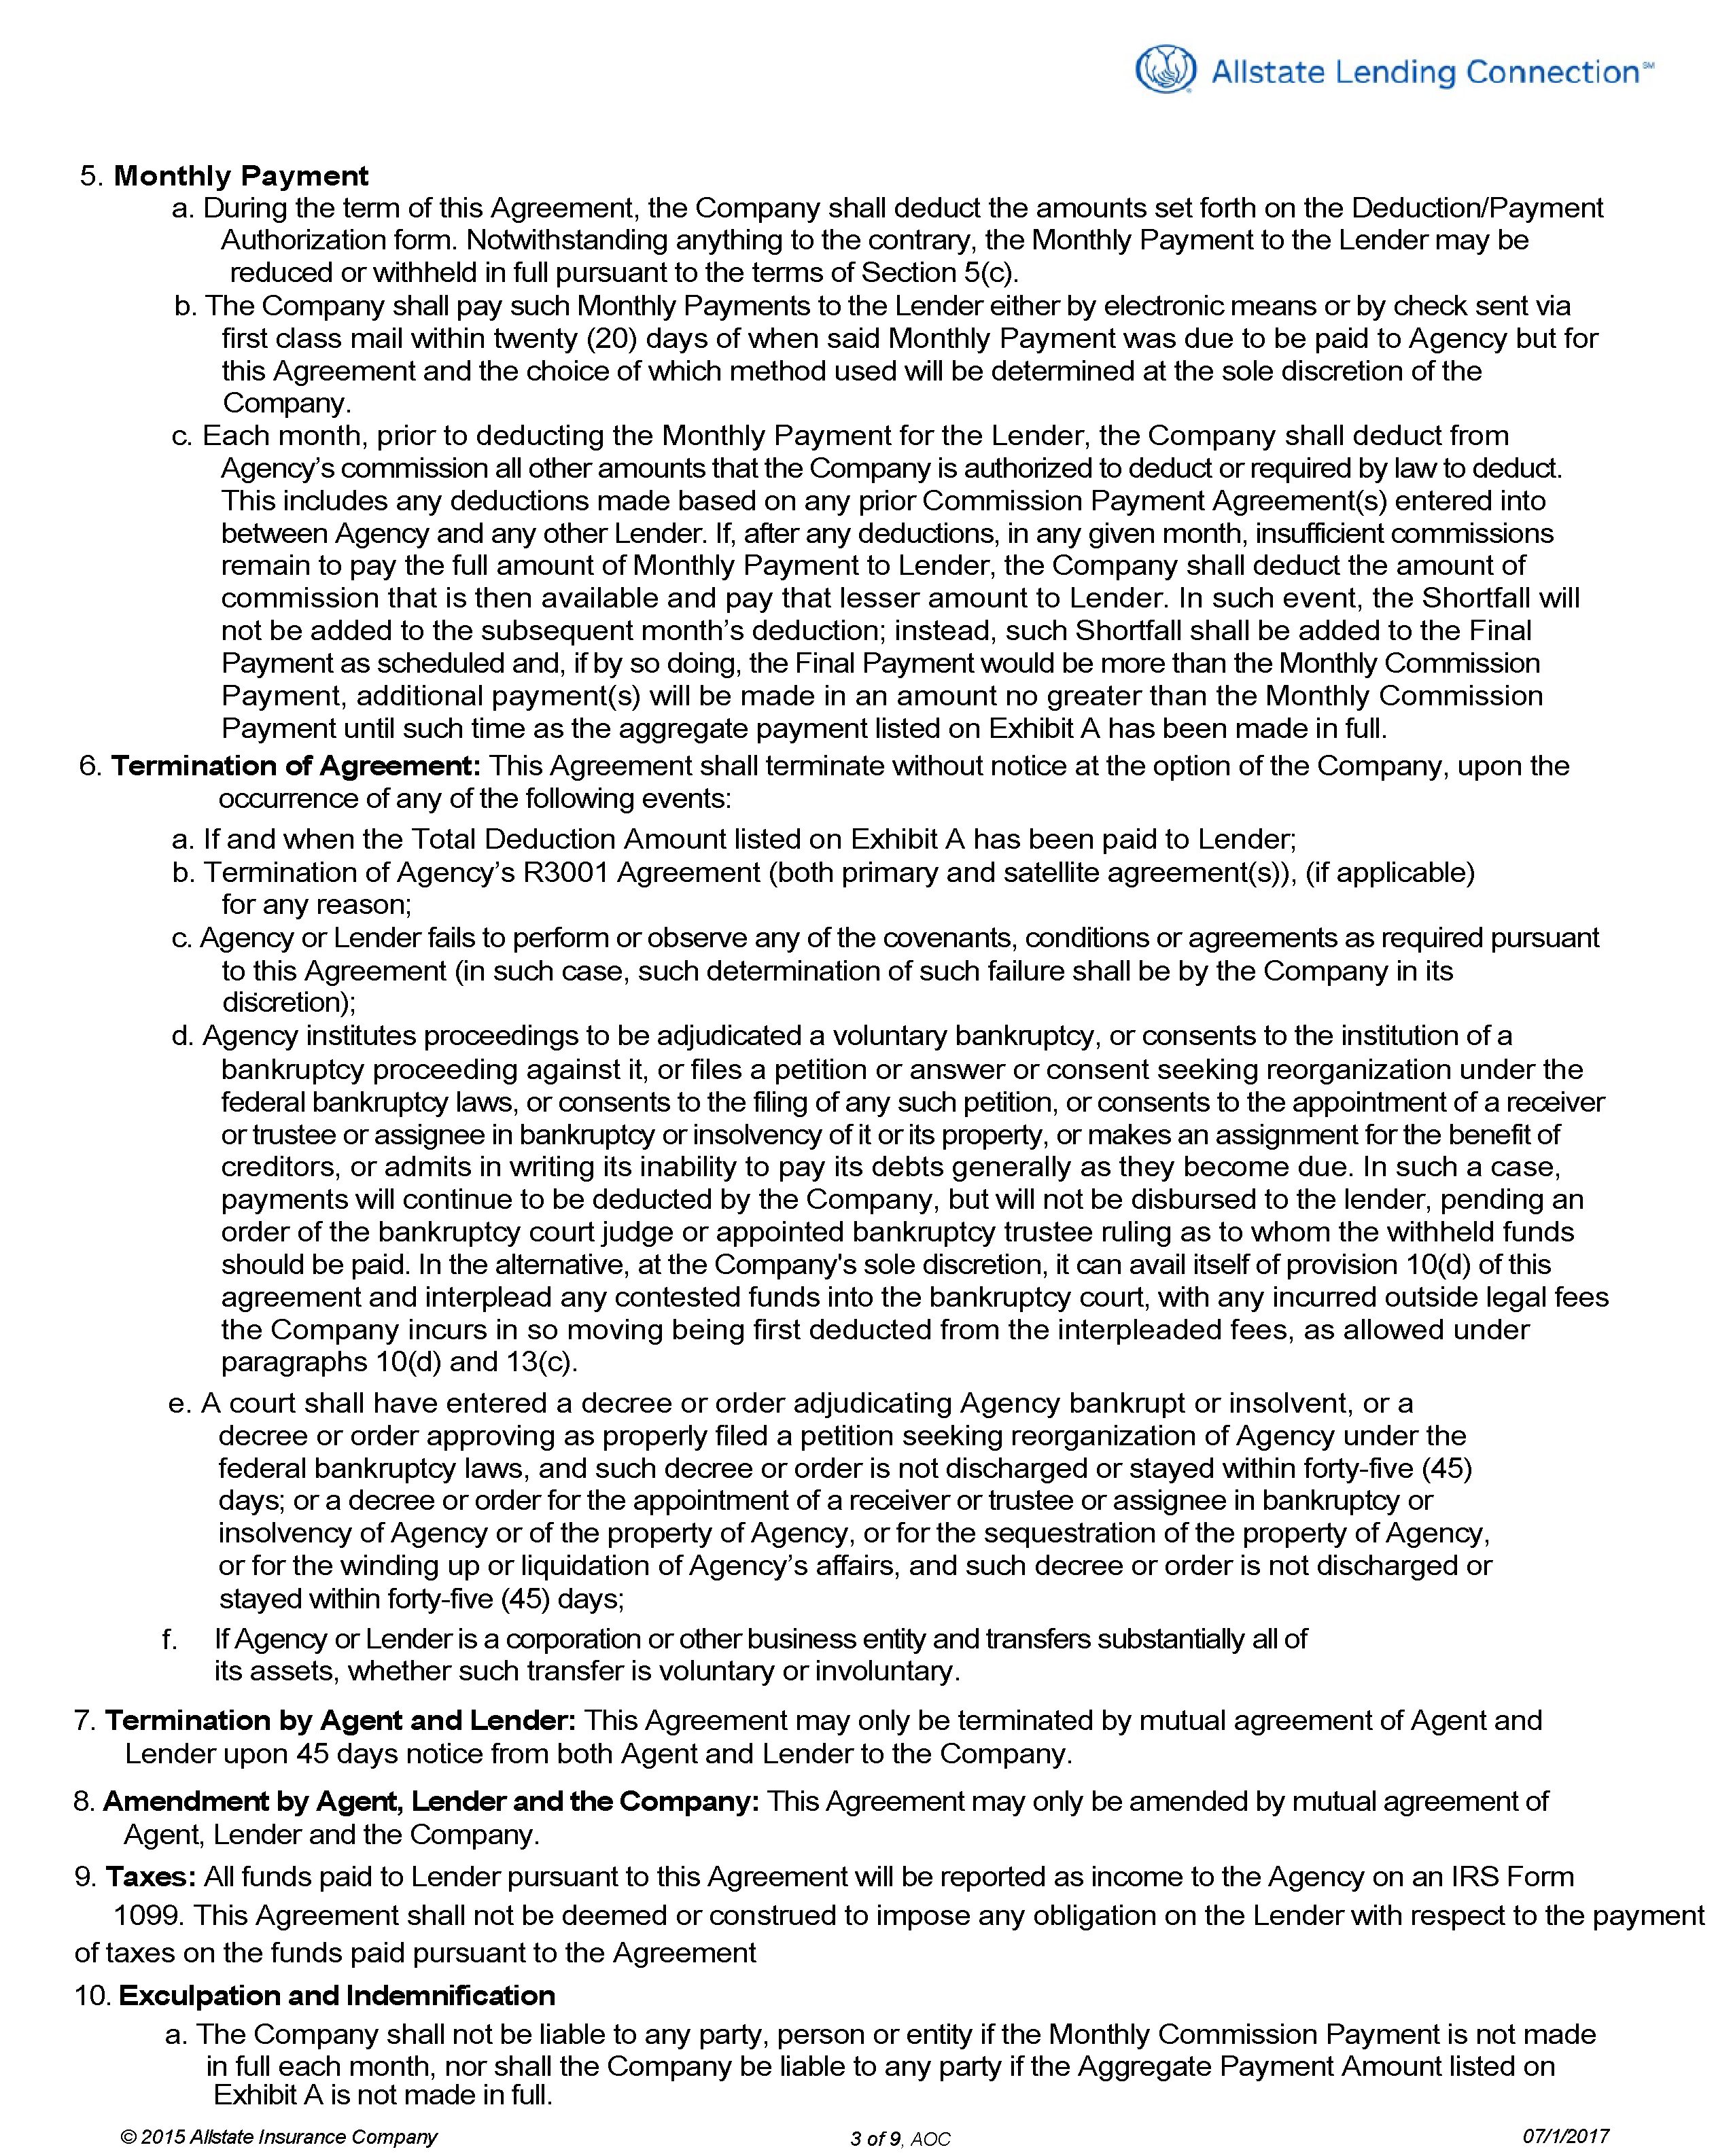 Allstate Lending Connection℠
5. Monthly Payment
a. During the term of this Agreement, the Company shall deduct the amounts set forth on the Deduction/Payment
Authorization form. Notwithstanding anything to the contrary, the Monthly Payment to the Lender may be
reduced or withheld in full pursuant to the terms of Section 5(c).
b. The Company shall pay such Monthly Payments to the Lender either by electronic means or by check sent via
first class mail within twenty (20) days of when said Monthly Payment was due to be paid to Agency but for
this Agreement and the choice of which method used will be determined at the sole discretion of the
Company.
c. Each month, prior to deducting the Monthly Payment for the Lender, the Company shall deduct from
Agency’s commission all other amounts that the Company is authorized to deduct or required by law to deduct.
This includes any deductions made based on any prior Commission Payment Agreement(s) entered into
between Agency and any other Lender. If, after any deductions, in any given month, insufficient commissions
remain to pay the full amount of Monthly Payment to Lender, the Company shall deduct the amount of
commission that is then available and pay that lesser amount to Lender. In such event, the Shortfall will
not be added to the subsequent month’s deduction; instead, such Shortfall shall be added to the Final
Payment as scheduled and, if by so doing, the Final Payment would be more than the Monthly Commission
Payment, additional payment(s) will be made in an amount no greater than the Monthly Commission
Payment until such time as the aggregate payment listed on Exhibit A has been made in full.
6. Termination of Agreement: This Agreement shall terminate without notice at the option of the Company, upon the
occurrence of any of the following events:
a. If and when the Total Deduction Amount listed on Exhibit A has been paid to Lender;
b. Termination of Agency’s R3001 Agreement (both primary and satellite agreement(s)), (if applicable)
for any reason;
c. Agency or Lender fails to perform or observe any of the covenants, conditions or agreements as required pursuant
to this Agreement (in such case, such determination of such failure shall be by the Company in its
discretion);
d. Agency institutes proceedings to be adjudicated a voluntary bankruptcy, or consents to the institution of a
bankruptcy proceeding against it, or files a petition or answer or consent seeking reorganization under the
federal bankruptcy laws, or consents to the filing of any such petition, or consents to the appointment of a receiver
or trustee or assignee in bankruptcy or insolvency of it or its property, or makes an assignment for the benefit of
creditors, or admits in writing its inability to pay its debts generally as they become due. In such a case,
payments will continue to be deducted by the Company, but will not be disbursed to the lender, pending an
order of the bankruptcy court judge or appointed bankruptcy trustee ruling as to whom the withheld funds
should be paid. In the alternative, at the Company's sole discretion, it can avail itself of provision 10(d) of this
agreement and interplead any contested funds into the bankruptcy court, with any incurred outside legal fees
the Company incurs in so moving being first deducted from the interpleaded fees, as allowed under
paragraphs 10(d) and 13(c).
e. A court shall have entered a decree or order adjudicating Agency bankrupt or insolvent, or a
decree or order approving as properly filed a petition seeking reorganization of Agency under the
federal bankruptcy laws, and such decree or order is not discharged or stayed within forty-five (45)
days; or a decree or order for the appointment of a receiver or trustee or assignee in bankruptcy or
insolvency of Agency or of the property of Agency, or for the sequestration of the property of Agency,
or for the winding up or liquidation of Agency’s affairs, and such decree or order is not discharged or
stayed within forty-five (45) days;
f. If Agency or Lender is a corporation or other business entity and transfers substantially all of
its assets, whether such transfer is voluntary or involuntary.
7. Termination by Agent and Lender: This Agreement may only be terminated by mutual agreement of Agent and
Lender upon 45 days notice from both Agent and Lender to the Company.
8. Amendment by Agent, Lender and the Company: This Agreement may only be amended by mutual agreement of
Agent, Lender and the Company.
9. Taxes: All funds paid to Lender pursuant to this Agreement will be reported as income to the Agency on an IRS Form
1099. This Agreement shall not be deemed or construed to impose any obligation on the Lender with respect to the payment
of taxes on the funds paid pursuant to the Agreement
10. Exculpation and Indemnification
a. The Company shall not be liable to any party, person or entity if the Monthly Commission Payment is not made
in full each month, nor shall the Company be liable to any party if the Aggregate Payment Amount listed on
Exhibit A is not made in full.
© 2015 Allstate Insurance Company 3 of 9, AOC 07/1/2017